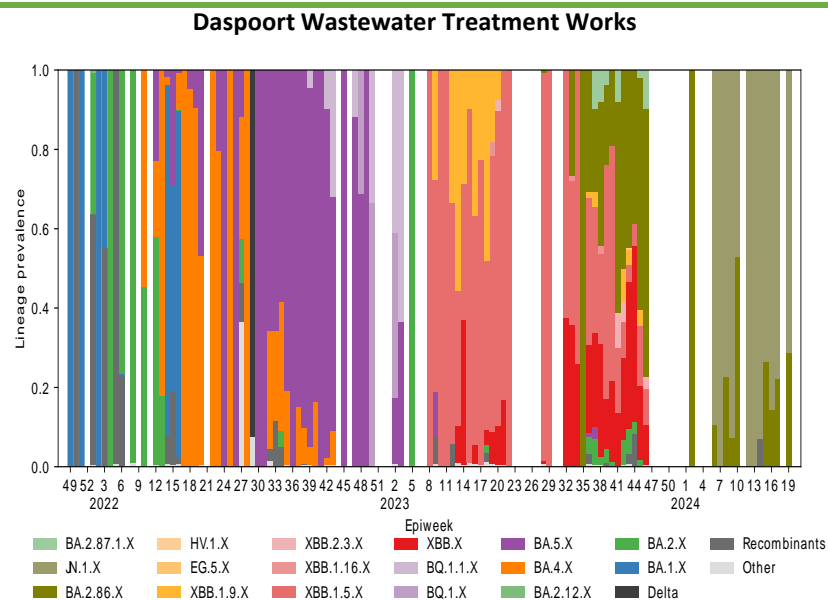 Daspoort Wastewater Treatment Works
1.0
0.8
0.6
0.4
0.2
0.0
Lineage prevalence
49 52 3 6 9 12 15 18 21 24 27 30 33 36 39 42 45 48 51 2 5 8 11 14 17 20 23 26 29 32 35 38 41 44 47 50 1 4 7 10 13 16 19
2022 2023 2024
Epiweek
BA.2.87.1.X HV.1.X XBB.2.3.X XBB.X BA.5.X BA.2.X Recombinants
JN.1.X EG.5.X XBB.1.16.X BQ.1.1.X BA.4.X BA.1.X Other
BA.2.86.X XBB.1.9.X XBB.1.5.X BQ.1.X BA.2.12.X Delta